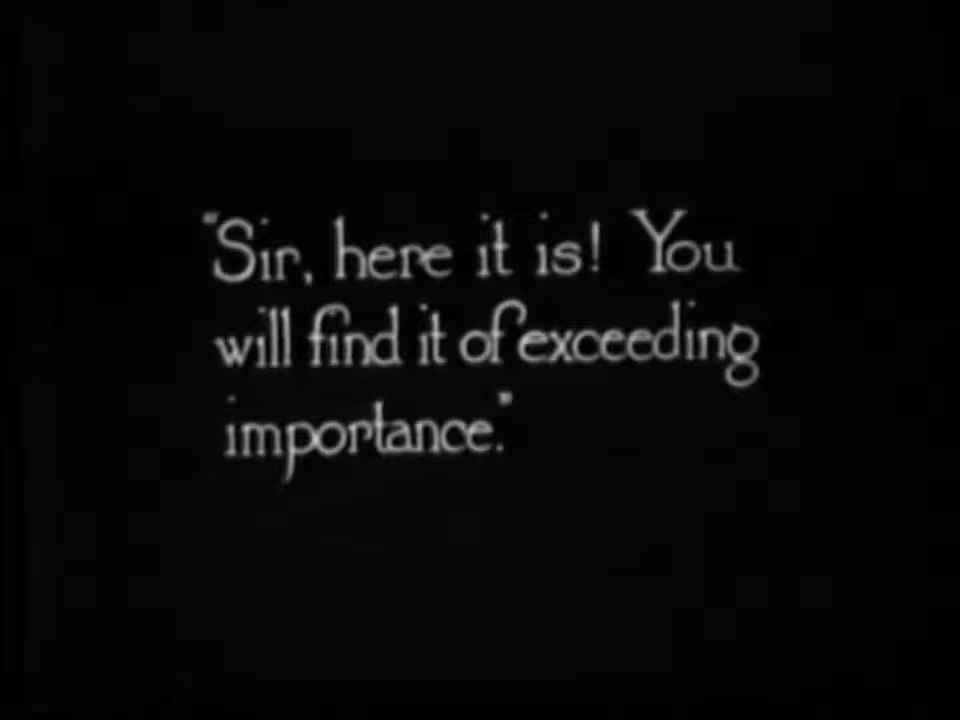 "Sir, here it is! You
will find it of exceeding
importance."